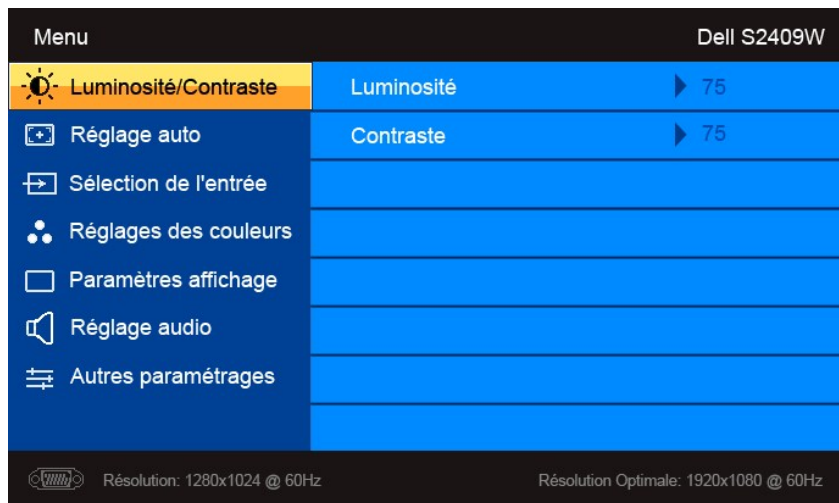 Menu Dell S2409W
Luminosité/Contraste Luminosité 75
Réglage auto Contraste 75
Sélection de l'entrée
Réglages des couleurs
Paramètres affichage
Réglage audio
Autres paramétrages
Résolution: 1280x1024 @ 60Hz Résolution Optimale: 1920x1080 @ 60Hz